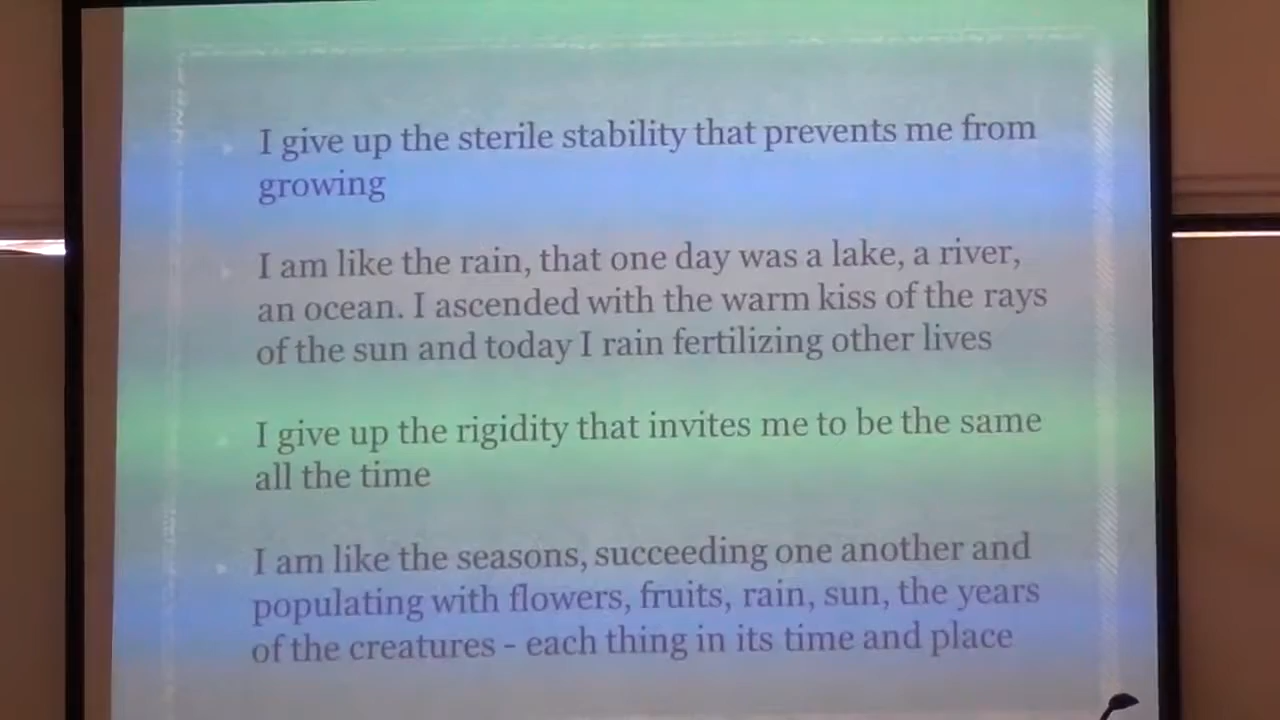 I give up the sterile stability that prevents me from
growing
I am like the rain, that one day was a lake, a river,
an ocean. I ascended with the warm kiss of the rays
of the sun and today I rain fertilizing other lives
I give up the rigidity that invites me to be the same
all the time
I am like the seasons, succeeding one another and
populating with flowers, fruits, rain, sun, the years
of the creatures - each thing in its time and place